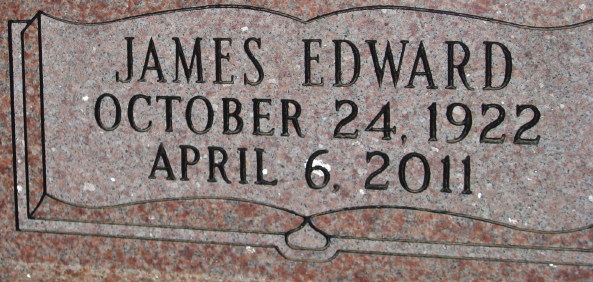 JAMES EDWARD
OCTOBER 24, 1922
APRIL 6, 2011